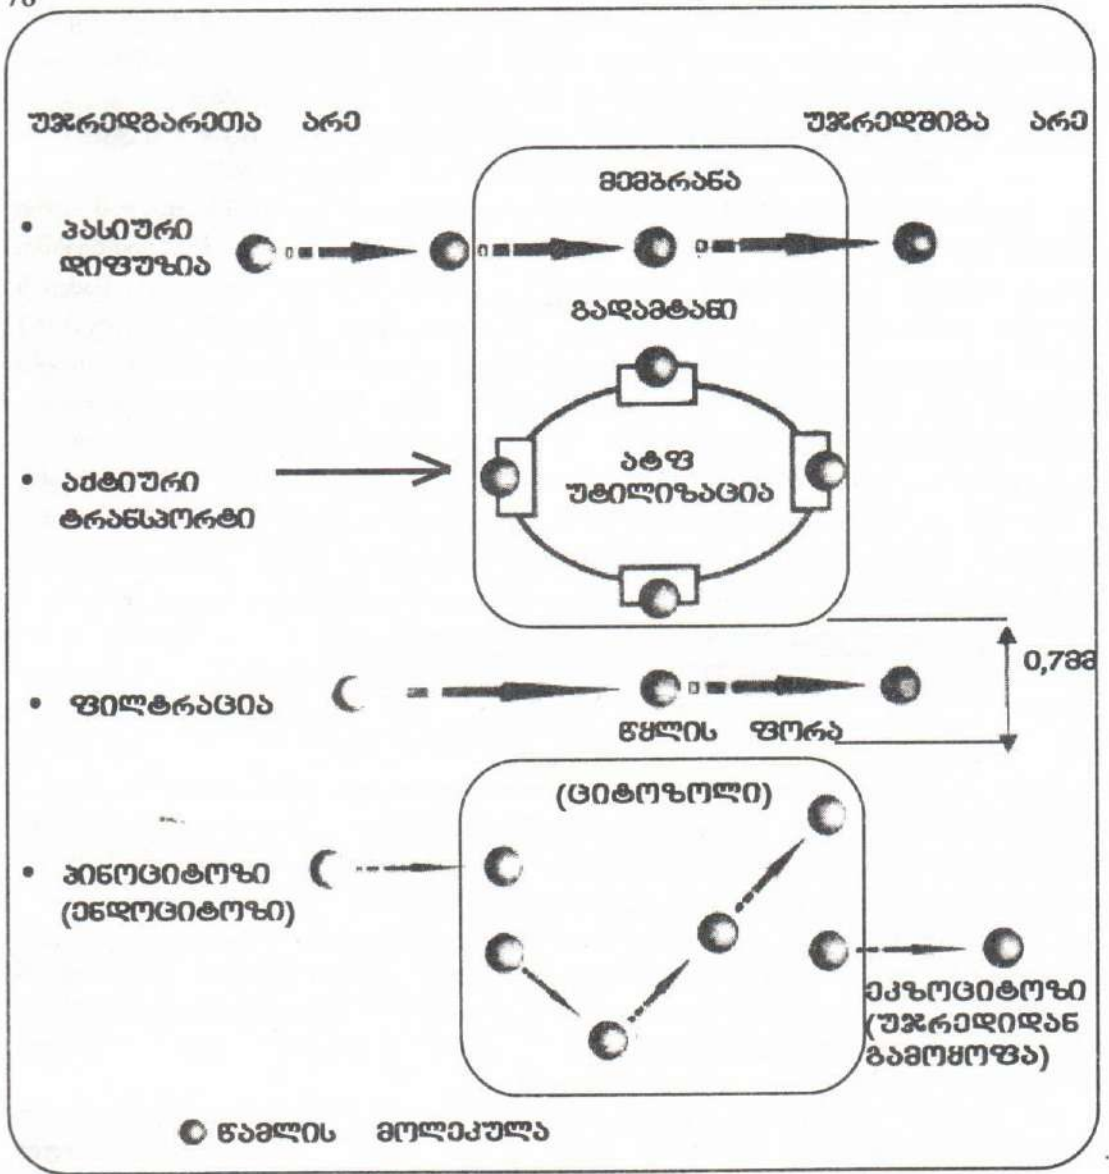 უჯრედგარეთა არე
უჯრედშიგა არე
მემბრანა
• პასიური
დიფუზია
გადამტანი
ატფ
უტილიზაცია
• აქტიური
ტრანსპორტი
0,7მმ
• ფილტრაცია
წყლის ფორა
(ციტოზოლი)
• პინოციტოზი
(ენდოციტოზი)
ეკზოციტოზი
(უჯრედიდან
გამოყოფა)
წამლის მოლეკულა